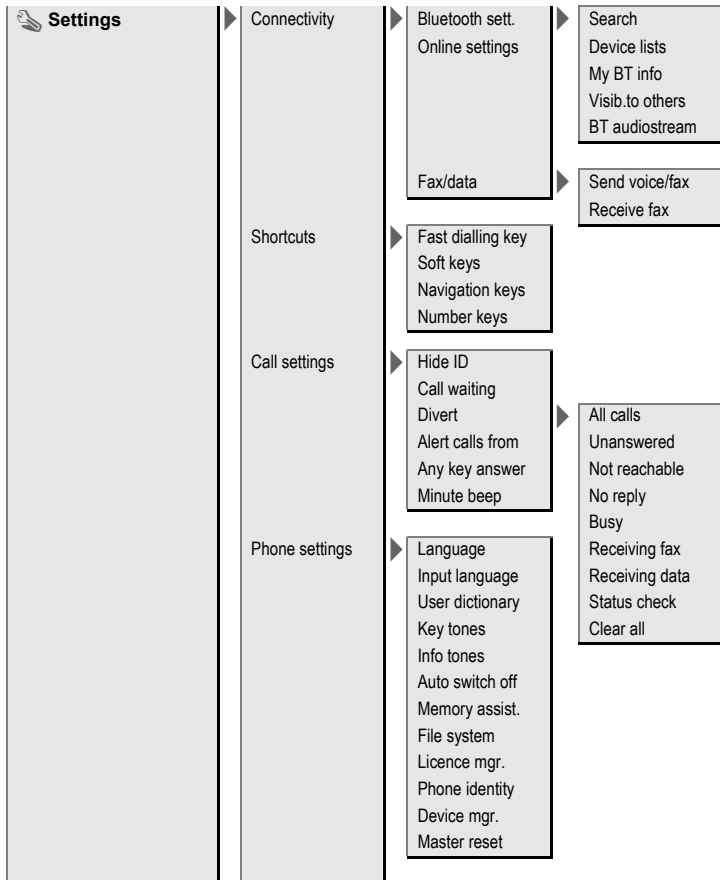 Settings
Connectivity
Bluetooth sett.
Online settings
Search
Device lists
My BT info
Visib.to others
BT audiostream
Fax/data
Send voice/fax
Receive fax
Shortcuts
Fast dialling key
Soft keys
Navigation keys
Number keys
Call settings
Hide ID
Call waiting
Divert
Alert calls from
Any key answer
Minute beep
All calls
Unanswered
Not reachable
No reply
Busy
Receiving fax
Receiving data
Status check
Clear all
Phone settings
Language
Input language
User dictionary
Key tones
Info tones
Auto switch off
Memory assist.
File system
Licence mgr.
Phone identity
Device mgr.
Master reset